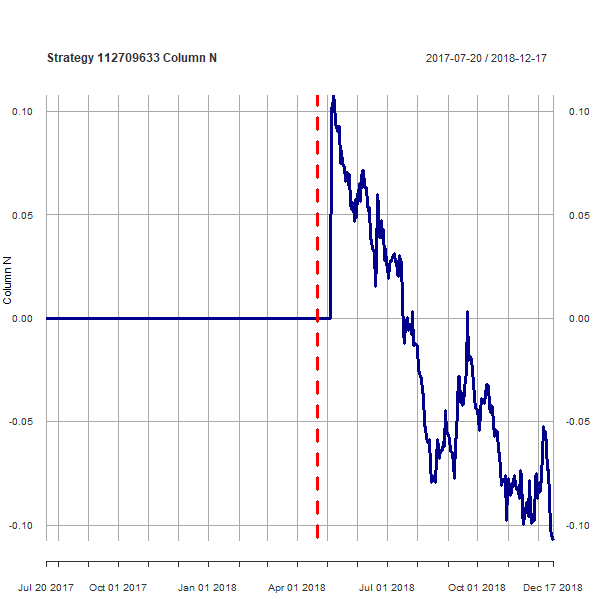 Strategy 112709633 Column N 2017-07-20 / 2018-12-17
0.10 0.10
0.05 0.05
Column N
0.00 0.00
-0.05 -0.05
-0.10 -0.10
Jul 20 2017 Oct 01 2017 Jan 01 2018 Apr 01 2018 Jul 01 2018 Oct 01 2018 Dec 17 2018